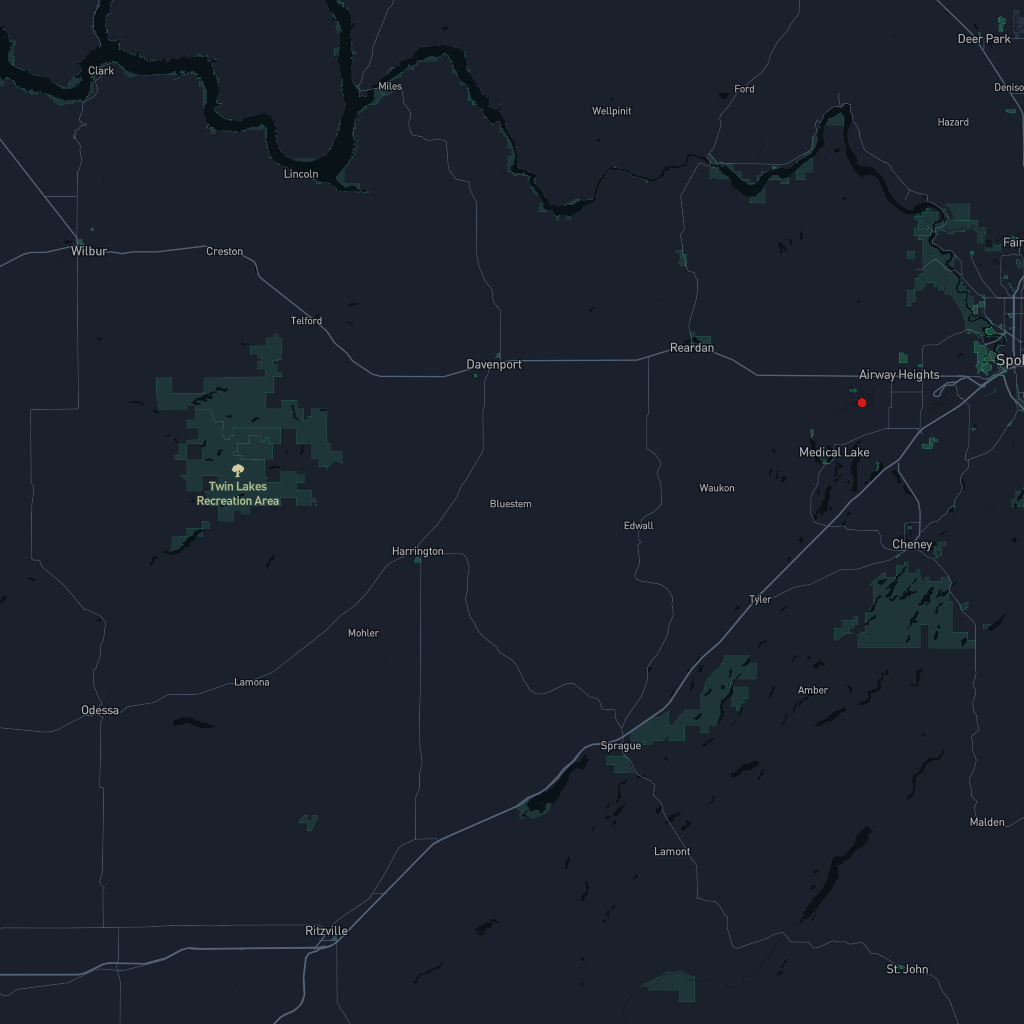 Deer Park
Clark
Miles
Ford
Deniso
Wellpinit
Hazard
Lincoln
Wilbur
Creston
Fair
Telford
Reardan
Davenport
Spok
Airway Heights
Medical Lake
Twin Lakes
Recreation Area
Waukon
Bluestem
Edwall
Harrington
Cheney
Tyler
Mohler
Lamona
Amber
Odessa
Sprague
Malden
Lamont
Ritzville
St. John